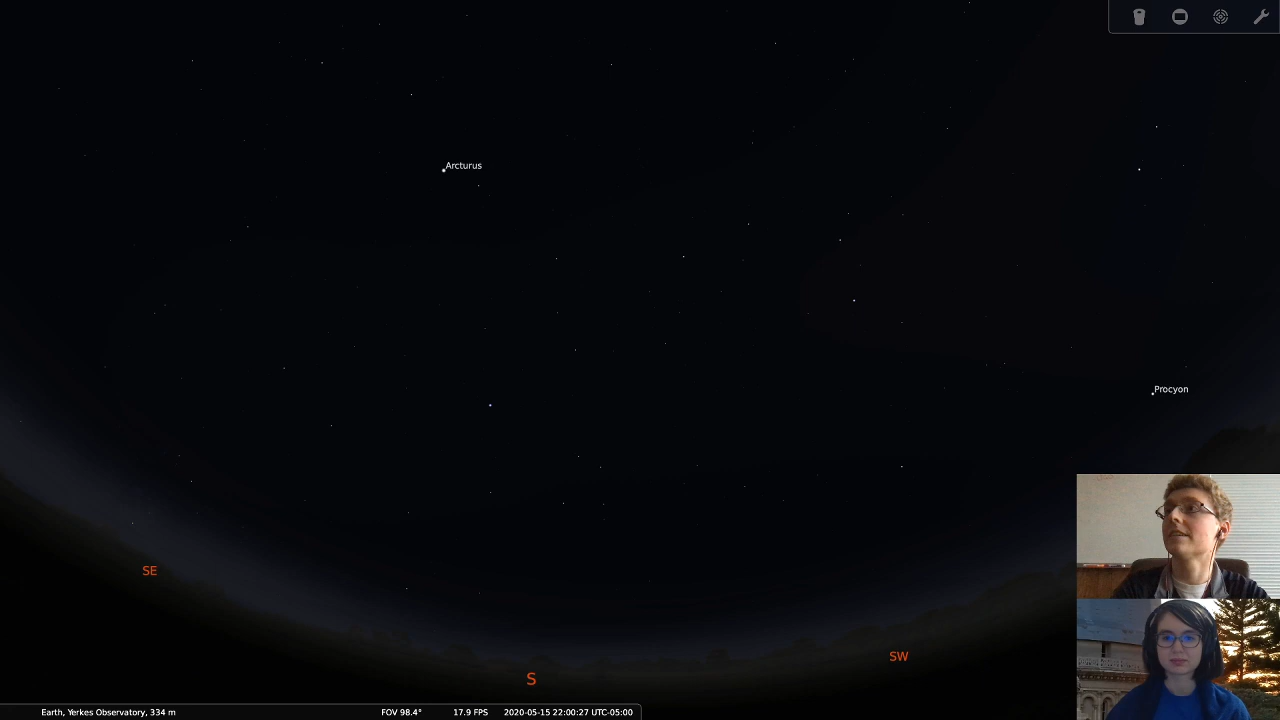 Arcturus
Procyon
SE
SW
S
Earth, Yerkes Observatory, 334 m FOV 98.4° 17.9 FPS 2020-05-15 22:00:27 UTC-05:00